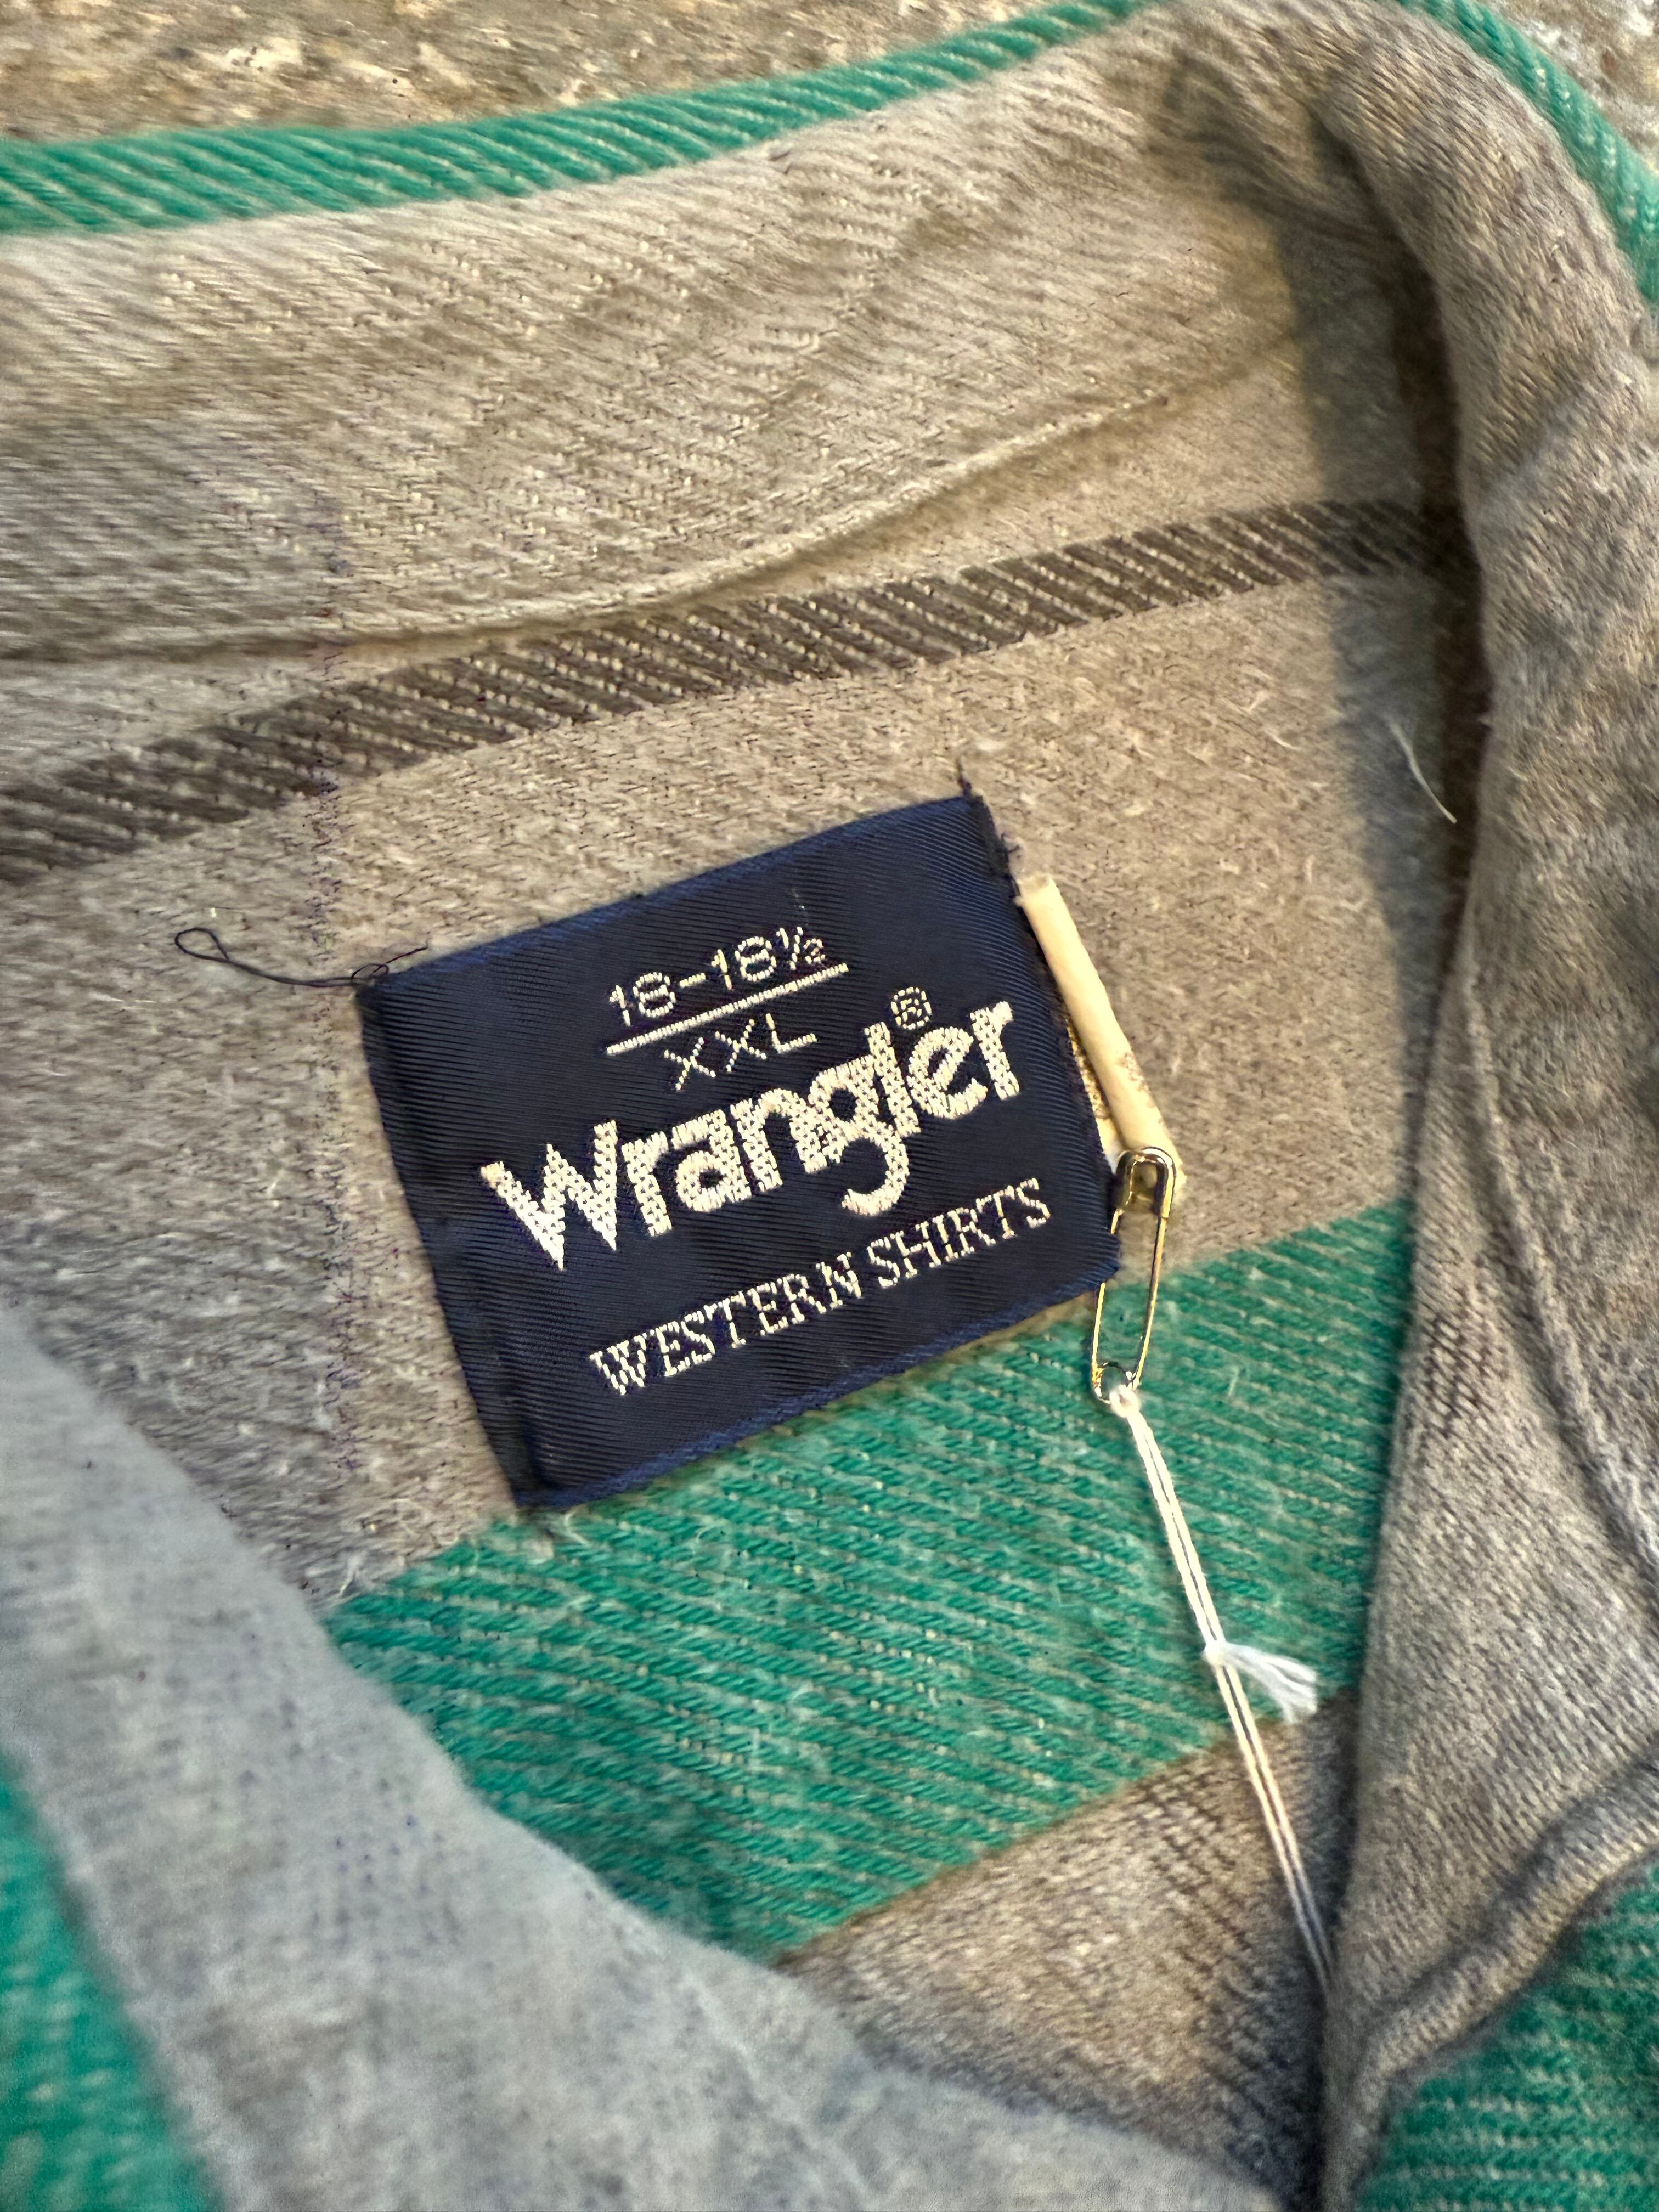 18-18½
XXL
Wrangler®
WESTERN SHIRTS